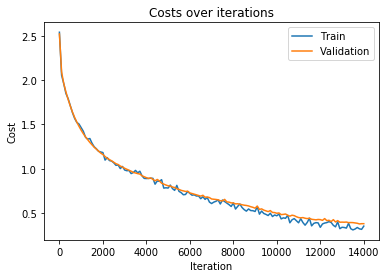 Costs over iterations
Train
Validation
2.5
2.0
1.5
1.0
0.5
Cost
0 2000 4000 6000 8000 10000 12000 14000
Iteration